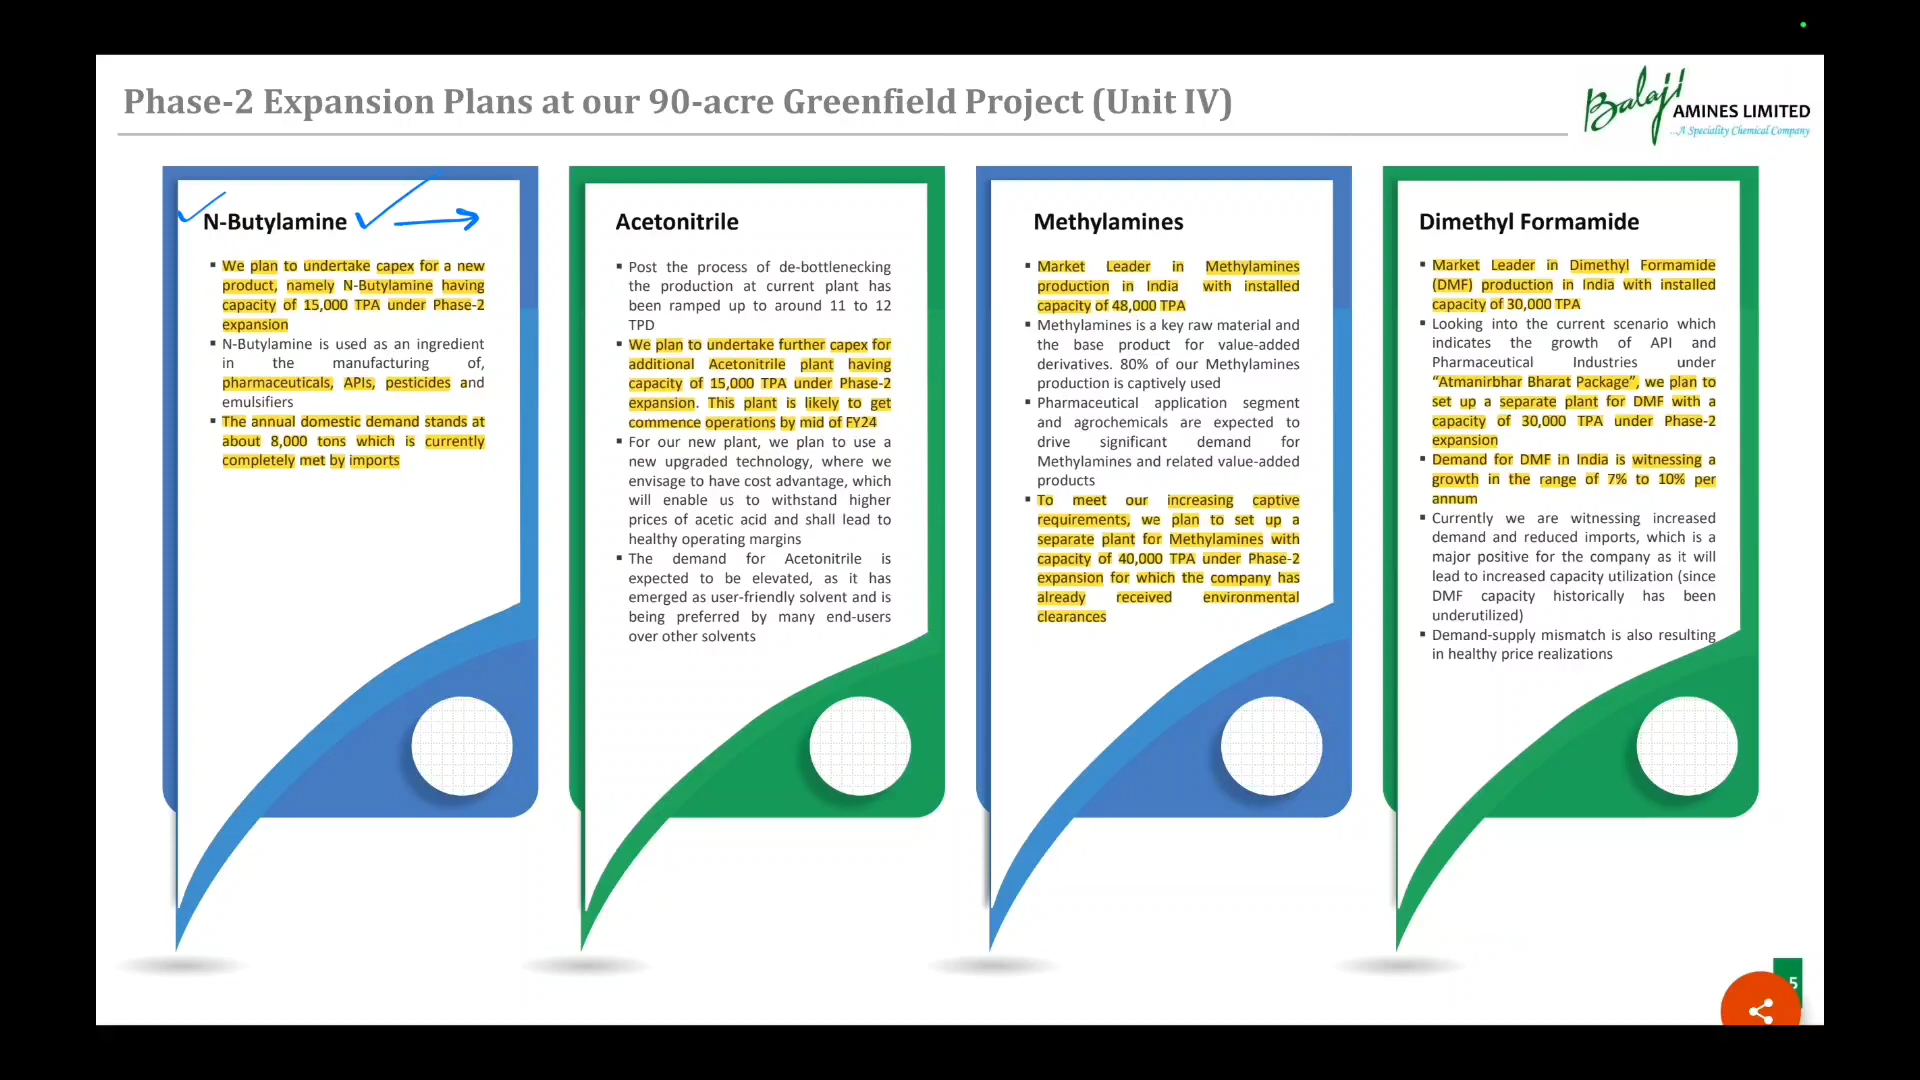 Phase-2 Expansion Plans at our 90-acre Greenfield Project (Unit IV)
Balaji
AMINES LIMITED
...A Speciality Chemical Company
N-Butylamine
▪ We plan to undertake capex for a new
product, namely N-Butylamine having
capacity of 15,000 TPA under Phase-2
expansion
▪ N-Butylamine is used as an ingredient
in the manufacturing of,
pharmaceuticals, APIs, pesticides and
emulsifiers
▪ The annual domestic demand stands at
about 8,000 tons which is currently
completely met by imports
Acetonitrile
▪ Post the process of de-bottlenecking
the production at current plant has
been ramped up to around 11 to 12
TPD
▪ We plan to undertake further capex for
additional Acetonitrile plant having
capacity of 15,000 TPA under Phase-2
expansion. This plant is likely to get
commence operations by mid of FY24
▪ For our new plant, we plan to use a
new upgraded technology, where we
envisage to have cost advantage, which
will enable us to withstand higher
prices of acetic acid and shall lead to
healthy operating margins
▪ The demand for Acetonitrile is
expected to be elevated, as it has
emerged as user-friendly solvent and is
being preferred by many end-users
over other solvents
Methylamines
▪ Market Leader in Methylamines
production in India with installed
capacity of 48,000 TPA
▪ Methylamines is a key raw material and
the base product for value-added
derivatives. 80% of our Methylamines
production is captively used
▪ Pharmaceutical application segment
and agrochemicals are expected to
drive significant demand for
Methylamines and related value-added
products
▪ To meet our increasing captive
requirements, we plan to set up a
separate plant for Methylamines with
capacity of 40,000 TPA under Phase-2
expansion for which the company has
already received environmental
clearances
Dimethyl Formamide
▪ Market Leader in Dimethyl Formamide
(DMF) production in India with installed
capacity of 30,000 TPA
▪ Looking into the current scenario which
indicates the growth of API and
Pharmaceutical Industries under
“Atmanirbhar Bharat Package”, we plan to
set up a separate plant for DMF with a
capacity of 30,000 TPA under Phase-2
expansion
▪ Demand for DMF in India is witnessing a
growth in the range of 7% to 10% per
annum
▪ Currently we are witnessing increased
demand and reduced imports, which is a
major positive for the company as it will
lead to increased capacity utilization (since
DMF capacity historically has been
underutilized)
▪ Demand-supply mismatch is also resulting
in healthy price realizations
5